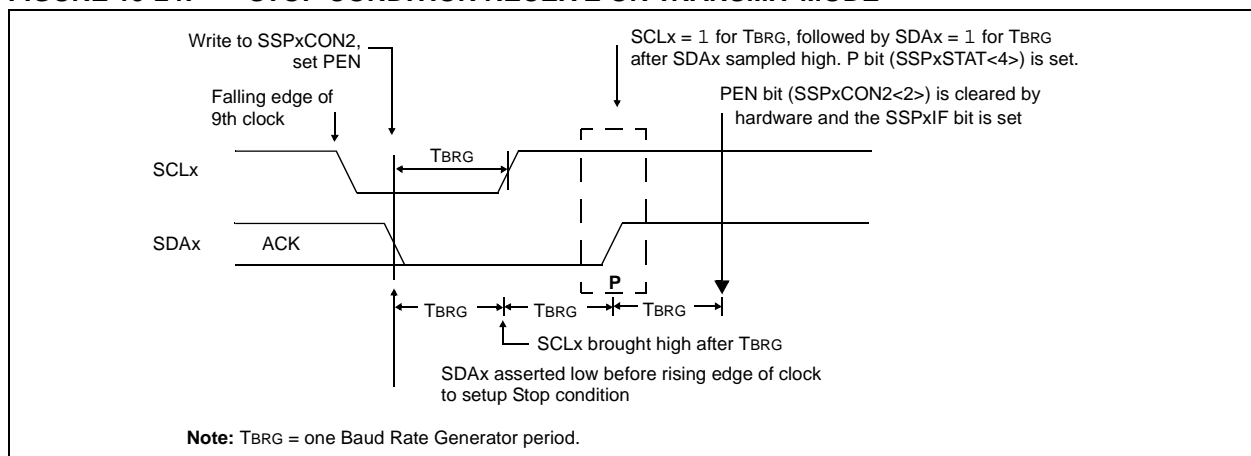 Write to SSPxCON2,
set PEN
SCLx = 1 for TBRG, followed by SDAx = 1 for TBRG
after SDAx sampled high. P bit (SSPxSTAT<4>) is set.
Falling edge of
9th clock
PEN bit (SSPxCON2<2>) is cleared by
hardware and the SSPxIF bit is set
TBRG
SCLx
SDAx
ACK
P
TBRG
TBRG
TBRG
SCLx brought high after TBRG
SDAx asserted low before rising edge of clock
to setup Stop condition
Note: TBRG = one Baud Rate Generator period.